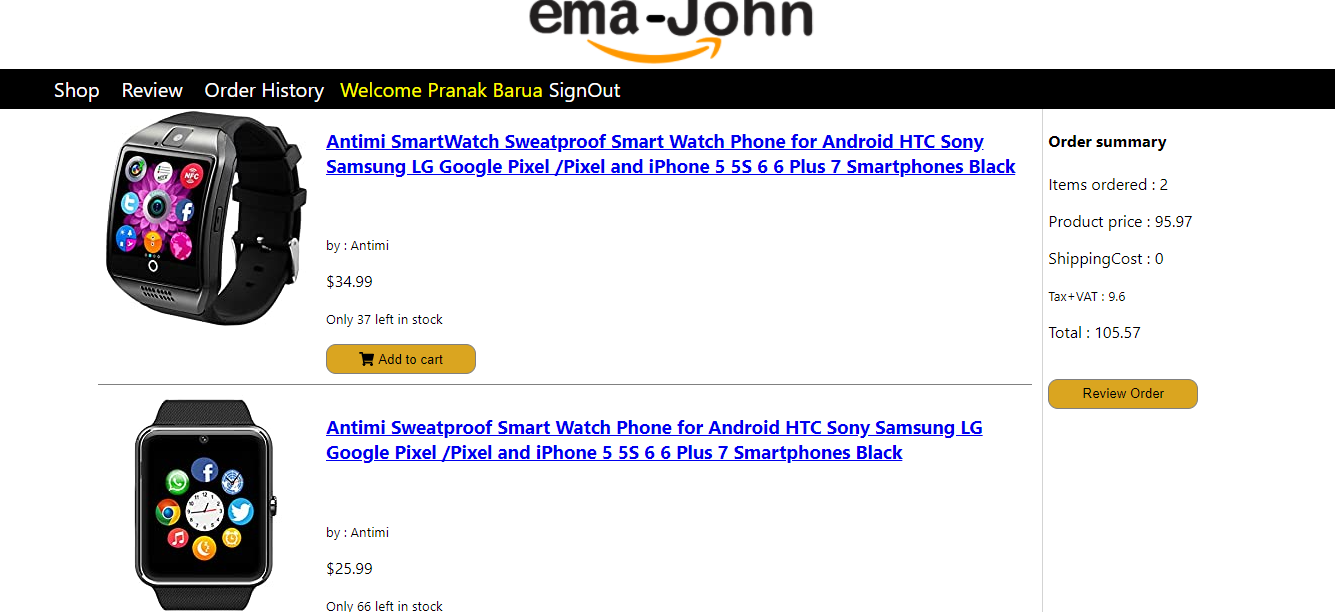 ema-John
Shop Review Order History Welcome Pranak Barua SignOut
Antimi SmartWatch Sweatproof Smart Watch Phone for Android HTC Sony
Samsung LG Google Pixel /Pixel and iPhone 5 5S 6 6 Plus 7 Smartphones Black
by : Antimi
$34.99
Only 37 left in stock
Add to cart
Antimi Sweatproof Smart Watch Phone for Android HTC Sony Samsung LG
Google Pixel /Pixel and iPhone 5 5S 6 6 Plus 7 Smartphones Black
by : Antimi
$25.99
Only 66 left in stock
Order summary
Items ordered : 2
Product price : 95.97
ShippingCost : 0
Tax+VAT : 9.6
Total : 105.57
Review Order